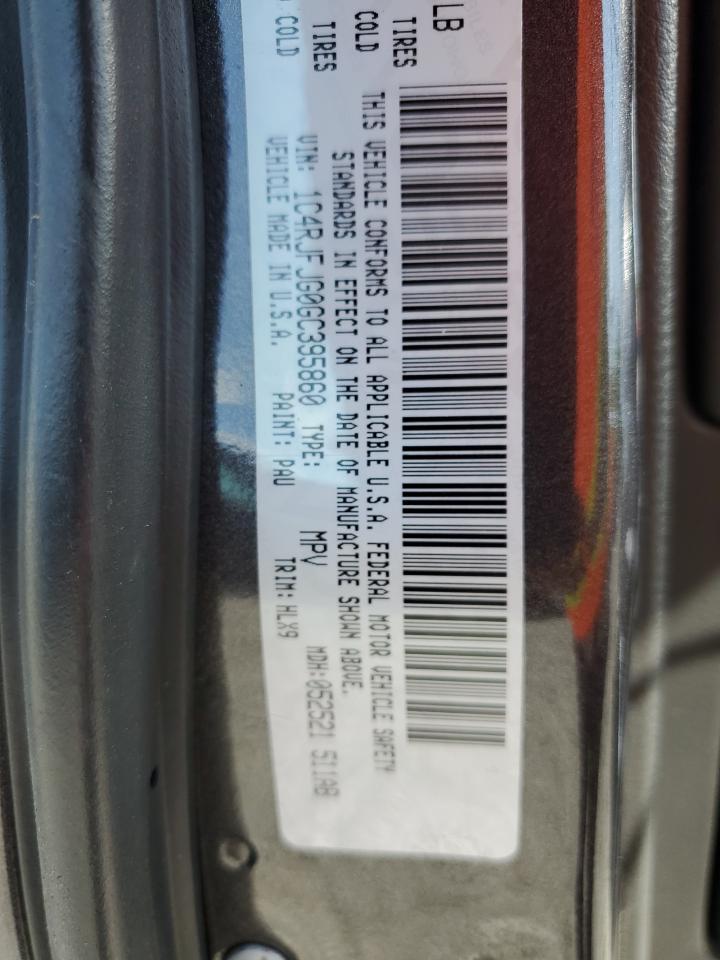 LB
TIRES COLD
TIRES COLD
THIS VEHICLE CONFORMS TO ALL APPLICABLE U.S.A. FEDERAL MOTOR VEHICLE SAFETY
STANDARDS IN EFFECT ON THE DATE OF MANUFACTURE SHOWN ABOVE.
VIN: 1C4RJFJG0GC395860 TYPE: MPV MDH:052521 511AB
VEHICLE MADE IN U.S.A. PAINT: PAU TRIM: HLX9